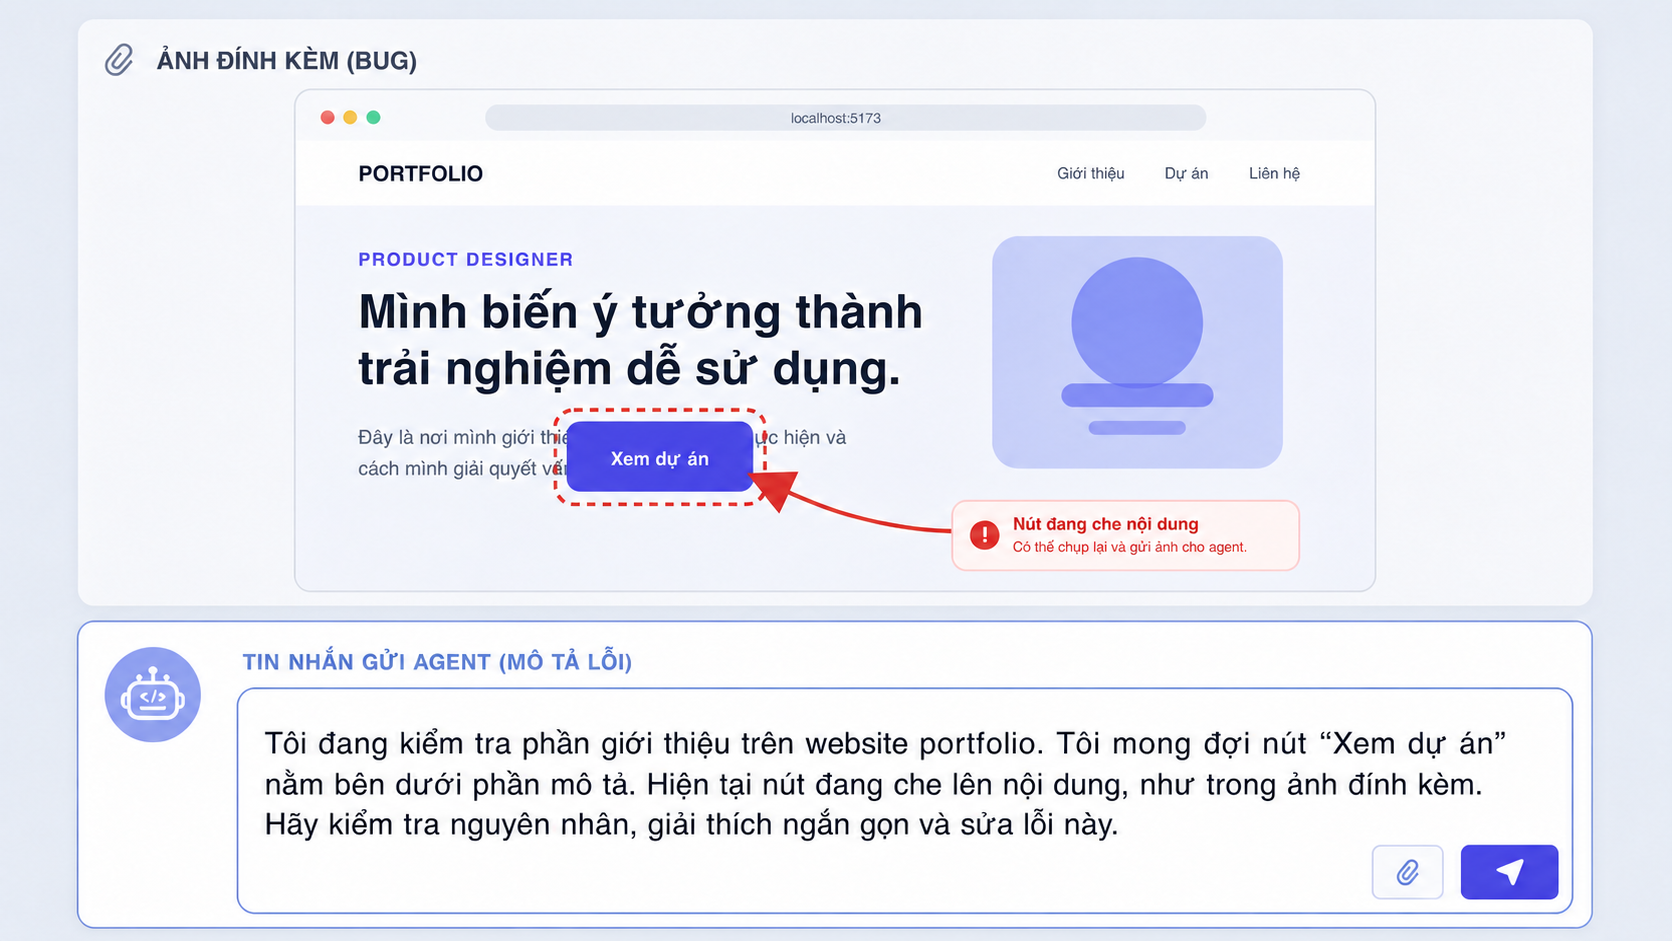 ẢNH ĐÍNH KÈM (BUG)
localhost:5173
PORTFOLIO
Giới thiệu
Dự án
Liên hệ
PRODUCT DESIGNER
Mình biến ý tưởng thành
trải nghiệm dễ sử dụng.
Đây là nơi mình giới hiện và
cách mình giải quyết
Xem dự án
Nút đang che nội dung
Có thể chụp lại và gửi ảnh cho agent.
TIN NHẮN GỬI AGENT (MÔ TẢ LỖI)
Tôi đang kiểm tra phần giới thiệu trên website portfolio. Tôi mong đợi nút “Xem dự án”
nằm bên dưới phần mô tả. Hiện tại nút đang che lên nội dung, như trong ảnh đính kèm.
Hãy kiểm tra nguyên nhân, giải thích ngắn gọn và sửa lỗi này.